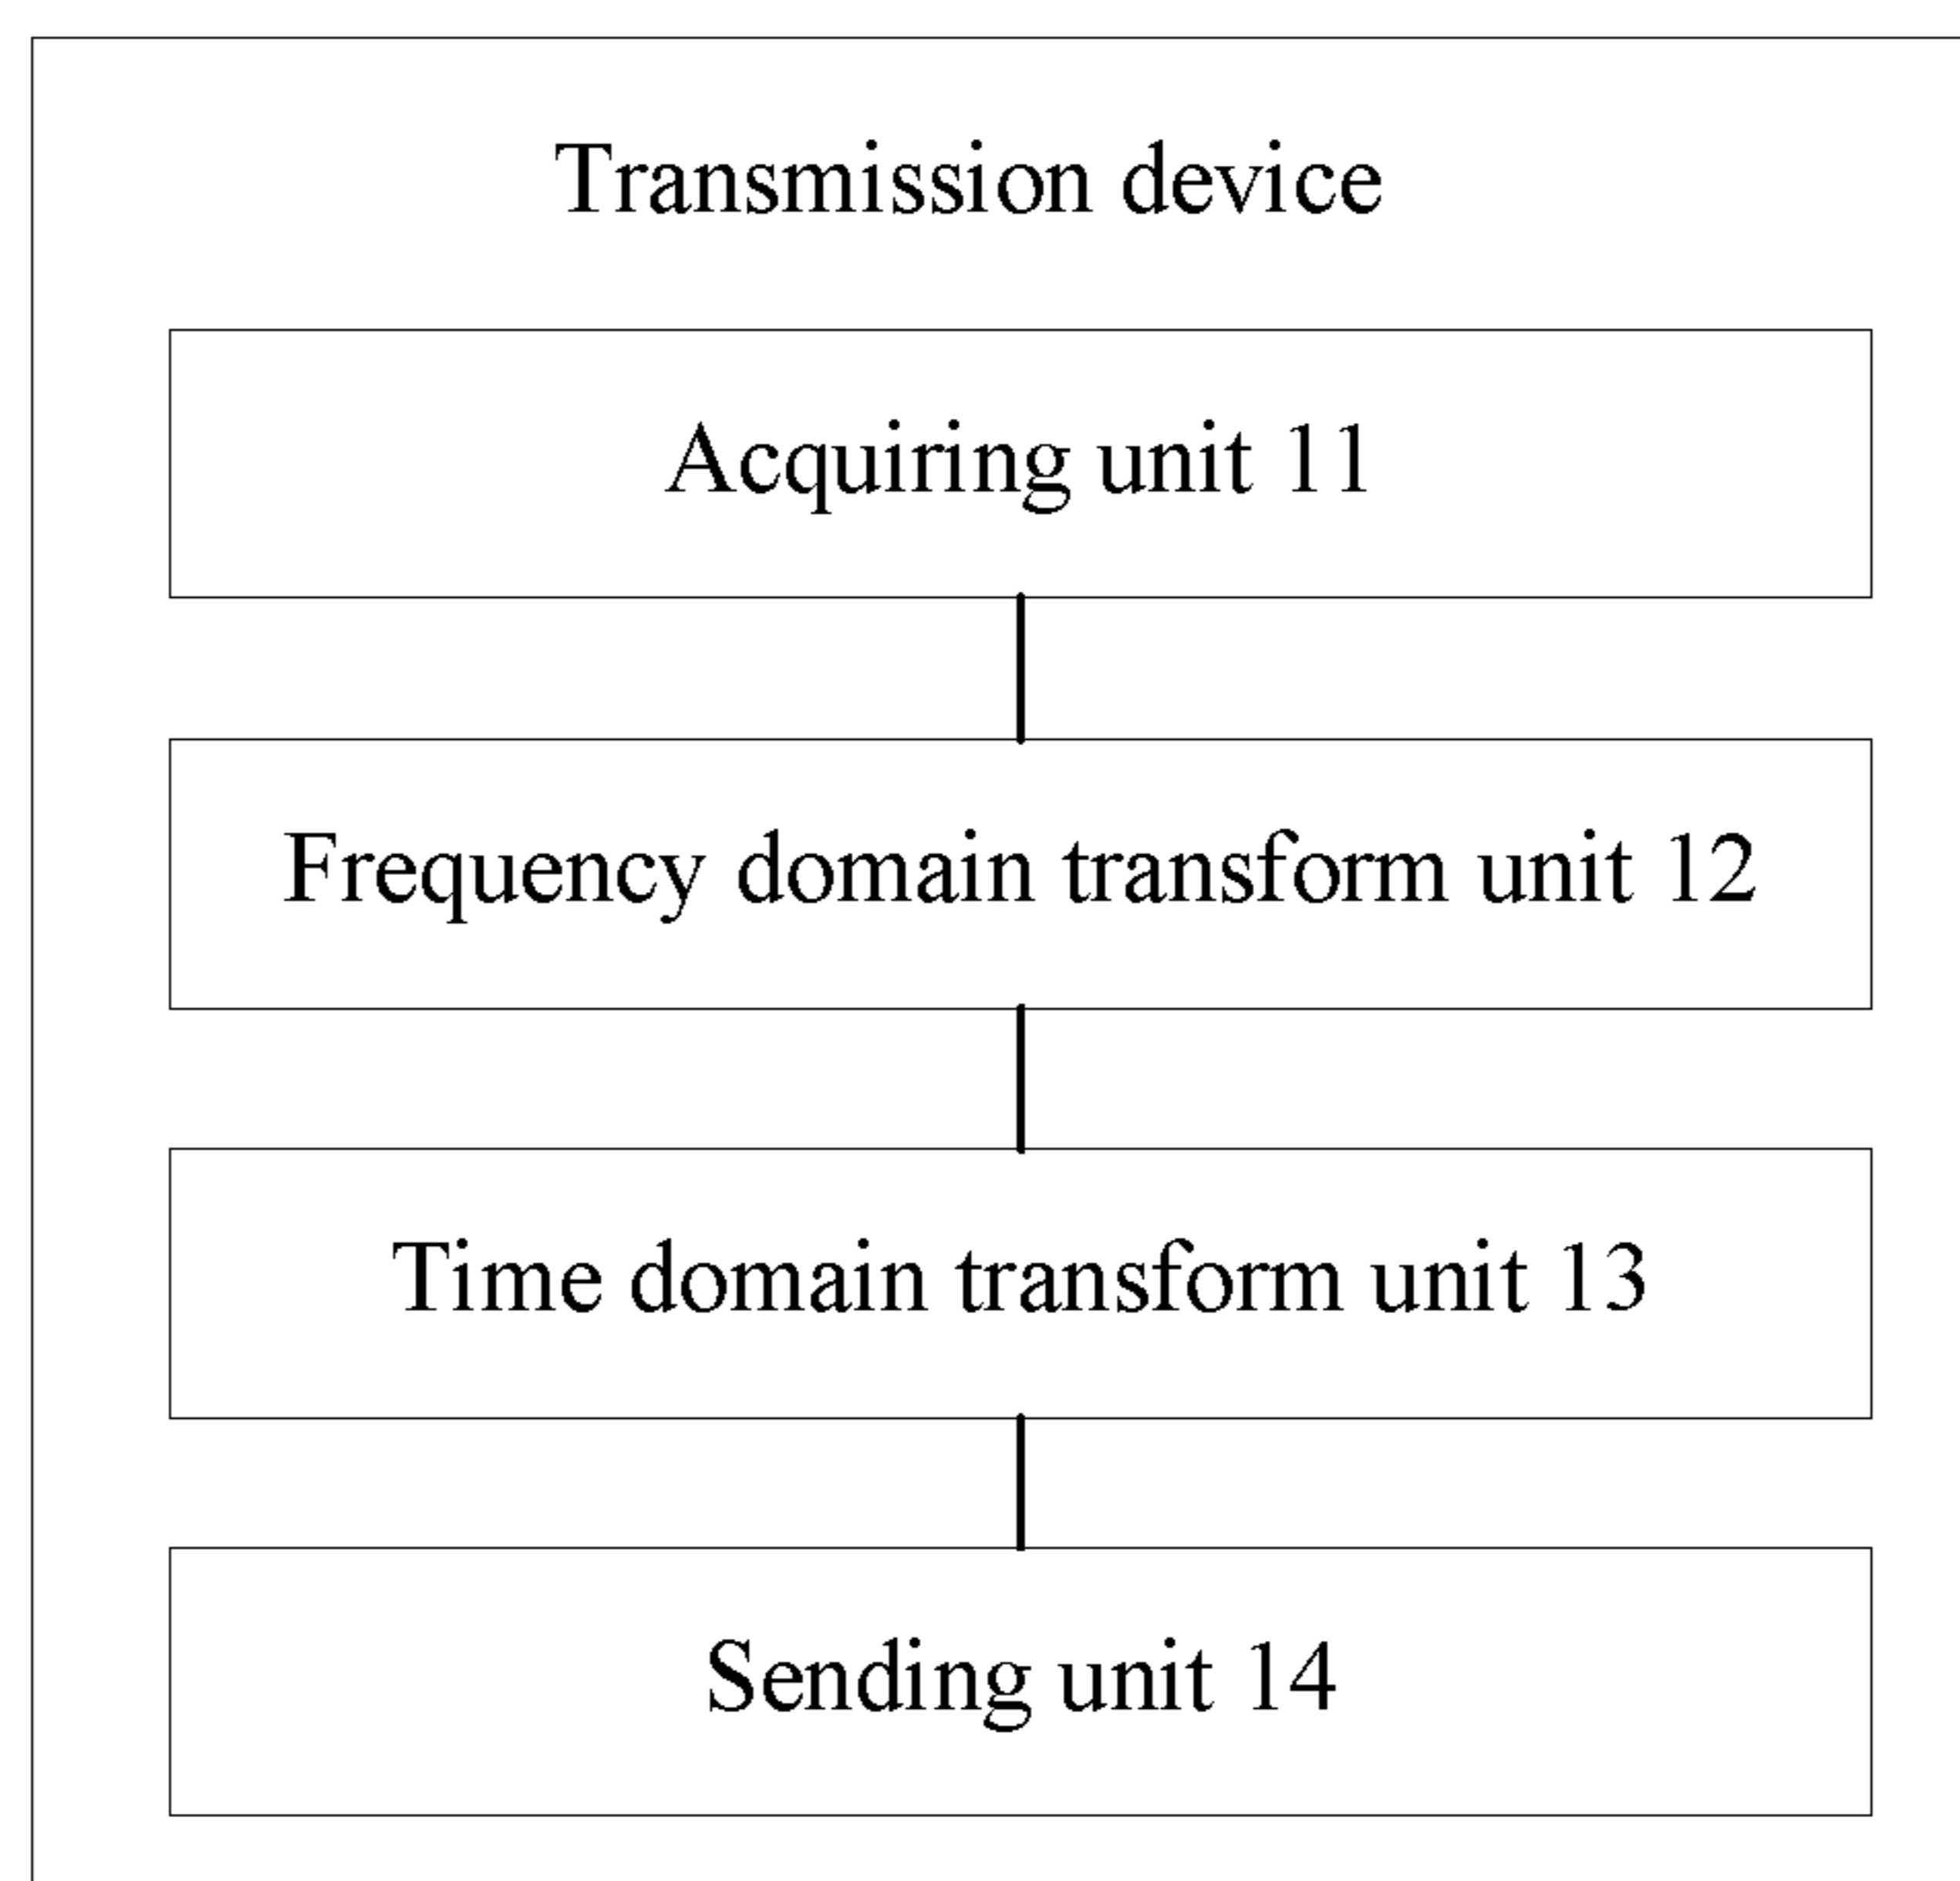 Transmission device
Acquiring unit 11
Frequency domain transform unit 12
Time domain transform unit 13
Sending unit 14